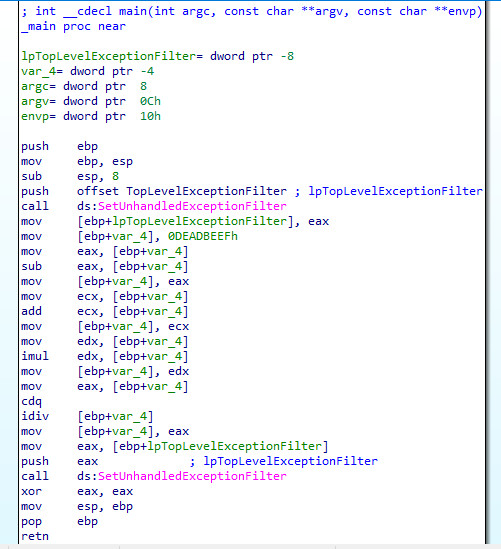 ; int __cdecl main(int argc, const char **argv, const char **envp)
_main proc near
lpTopLevelExceptionFilter= dword ptr -8
var_4= dword ptr -4
argc= dword ptr  8
argv= dword ptr  0Ch
envp= dword ptr  10h
push    ebp
mov     ebp, esp
sub     esp, 8
push    offset TopLevelExceptionFilter ; lpTopLevelExceptionFilter
call    ds:SetUnhandledExceptionFilter
mov     [ebp+lpTopLevelExceptionFilter], eax
mov     [ebp+var_4], 0DEADBEEFh
mov     eax, [ebp+var_4]
sub     eax, [ebp+var_4]
mov     [ebp+var_4], eax
mov     ecx, [ebp+var_4]
add     ecx, [ebp+var_4]
mov     [ebp+var_4], ecx
mov     edx, [ebp+var_4]
imul    edx, [ebp+var_4]
mov     [ebp+var_4], edx
mov     eax, [ebp+var_4]
cdq
idiv    [ebp+var_4]
mov     [ebp+var_4], eax
mov     eax, [ebp+lpTopLevelExceptionFilter]
push    eax             ; lpTopLevelExceptionFilter
call    ds:SetUnhandledExceptionFilter
xor     eax, eax
mov     esp, ebp
pop     ebp
retn